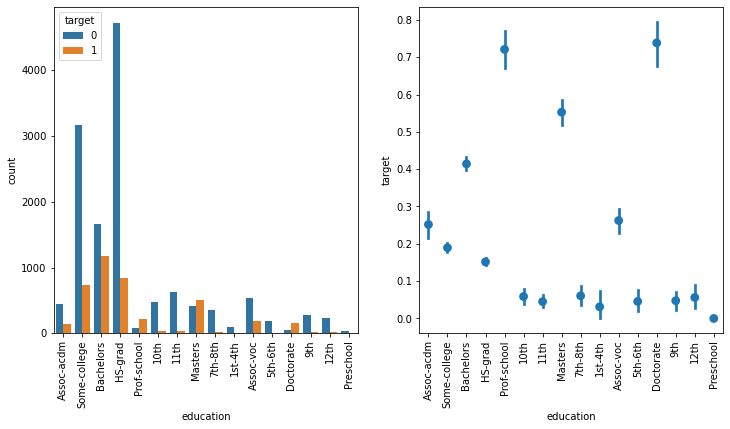 target
0
1
count
4000
3000
2000
1000
0
Assoc-acdm
Some-college
Bachelors
HS-grad
Prof-school
10th
11th
Masters
7th-8th
1st-4th
Assoc-voc
5th-6th
Doctorate
9th
12th
Preschool
education
target
0.8
0.7
0.6
0.5
0.4
0.3
0.2
0.1
0.0
Assoc-acdm
Some-college
Bachelors
HS-grad
Prof-school
10th
11th
Masters
7th-8th
1st-4th
Assoc-voc
5th-6th
Doctorate
9th
12th
Preschool
education